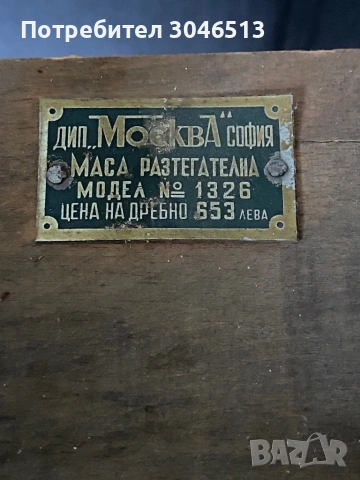 Потребител 3046513
ДИП „МОСКВА“ СОФИЯ
МАСА РАЗТЕГАТЕЛНА
МОДЕЛ № 1326
ЦЕНА НА ДРЕБНО 653 ЛЕВА
BAZAR